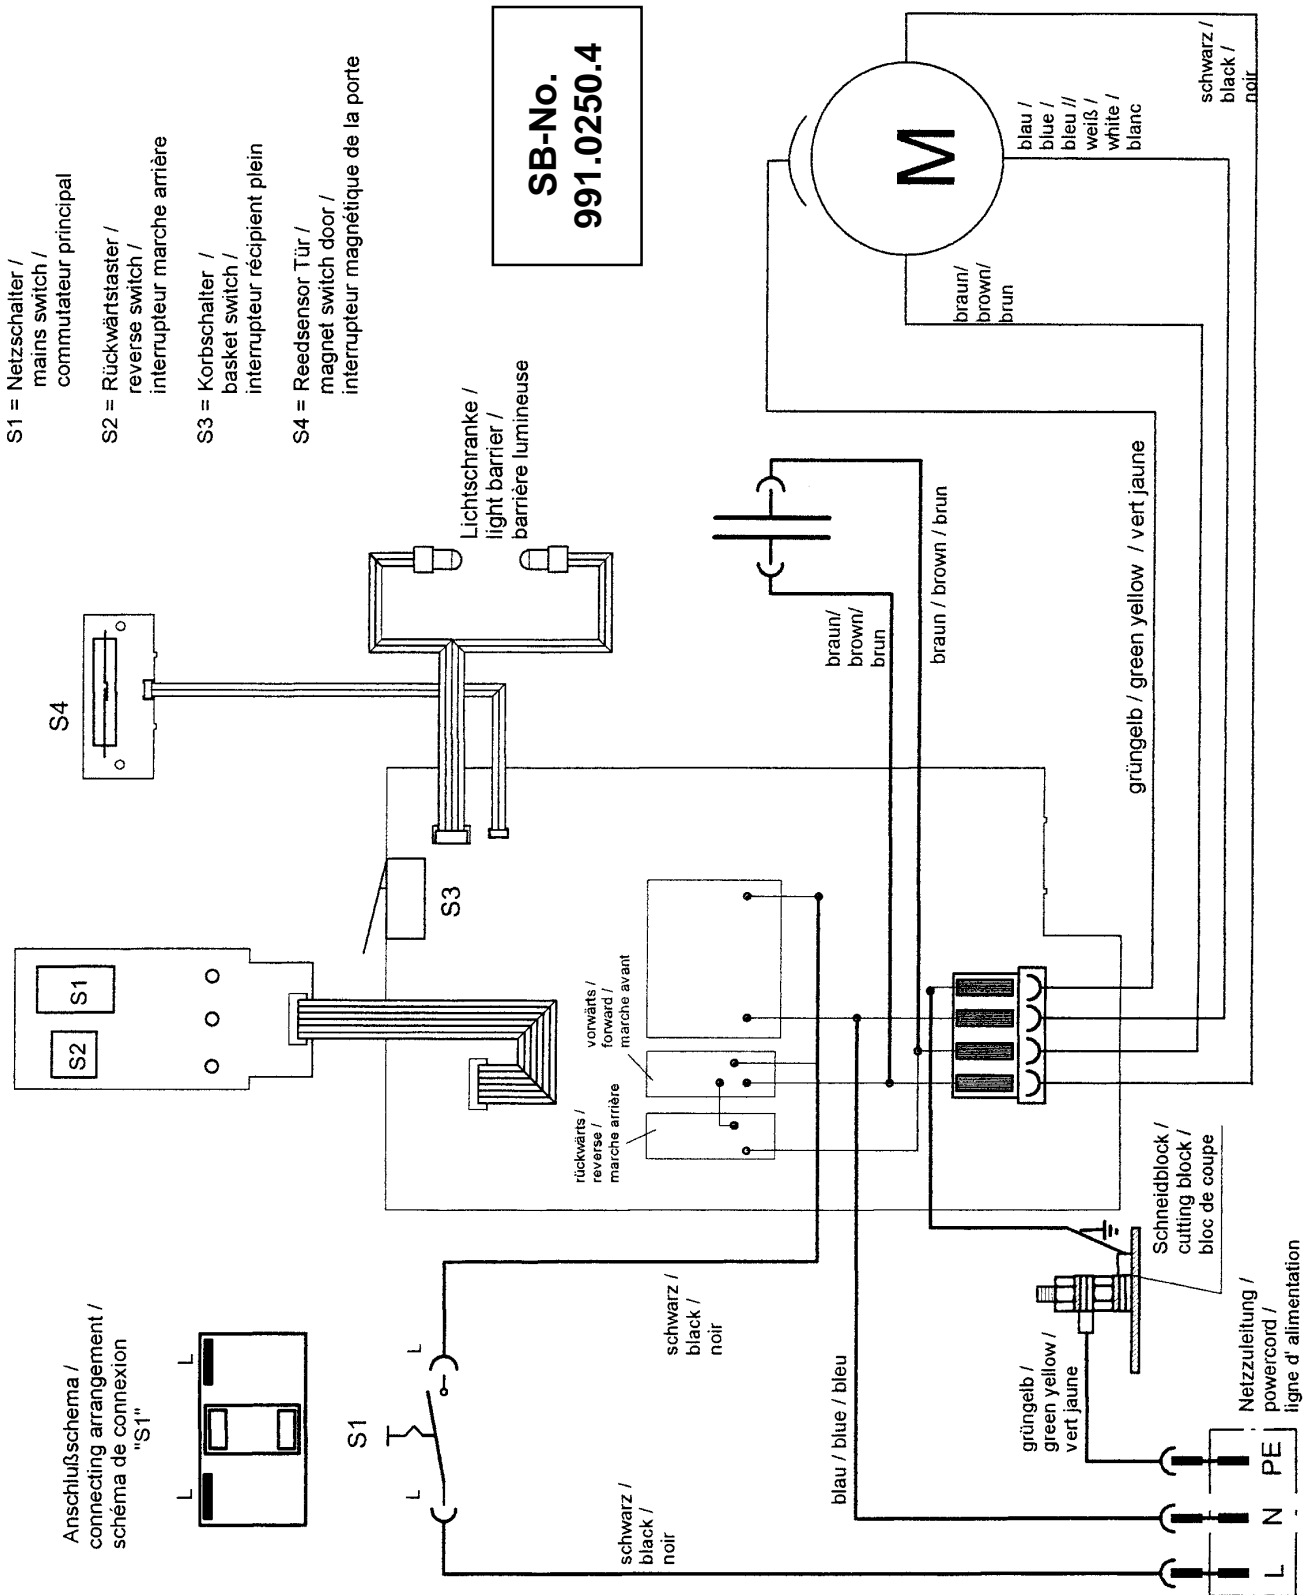 S1 = Netzschalter /
mains switch /
commutateur principal
S2 = Rückwärtstaster /
reverse switch /
interrupteur marche arrière
S3 = Korbschalter /
basket switch /
interrupteur récipient plein
S4 = Reedsensor Tür /
magnet switch door /
interrupteur magnétique de la porte
SB-No.
991.0250.4
S4
Lichtschranke /
light barrier /
barrière lumineuse
S1
S2
S3
vorwärts /
forward /
marche avant
rückwärts /
reverse /
marche arrière
braun/
brown/
brun
braun / brown / brun
M
schwarz /
black /
noir
blau /
blue /
bleu //
weiß /
white /
blanc
braun/
brown/
brun
grüngelb / green yellow / vert jaune
Anschlußschema /
connecting arrangement /
schéma de connexion
"S1"
L
L
S1
L
L
schwarz /
black /
noir
schwarz /
black /
noir
blau / blue / bleu
grüngelb /
green yellow /
vert jaune
Schneidblock /
cutting block /
bloc de coupe
Netzzuleitung /
powercord /
ligne d' alimentation
L N PE